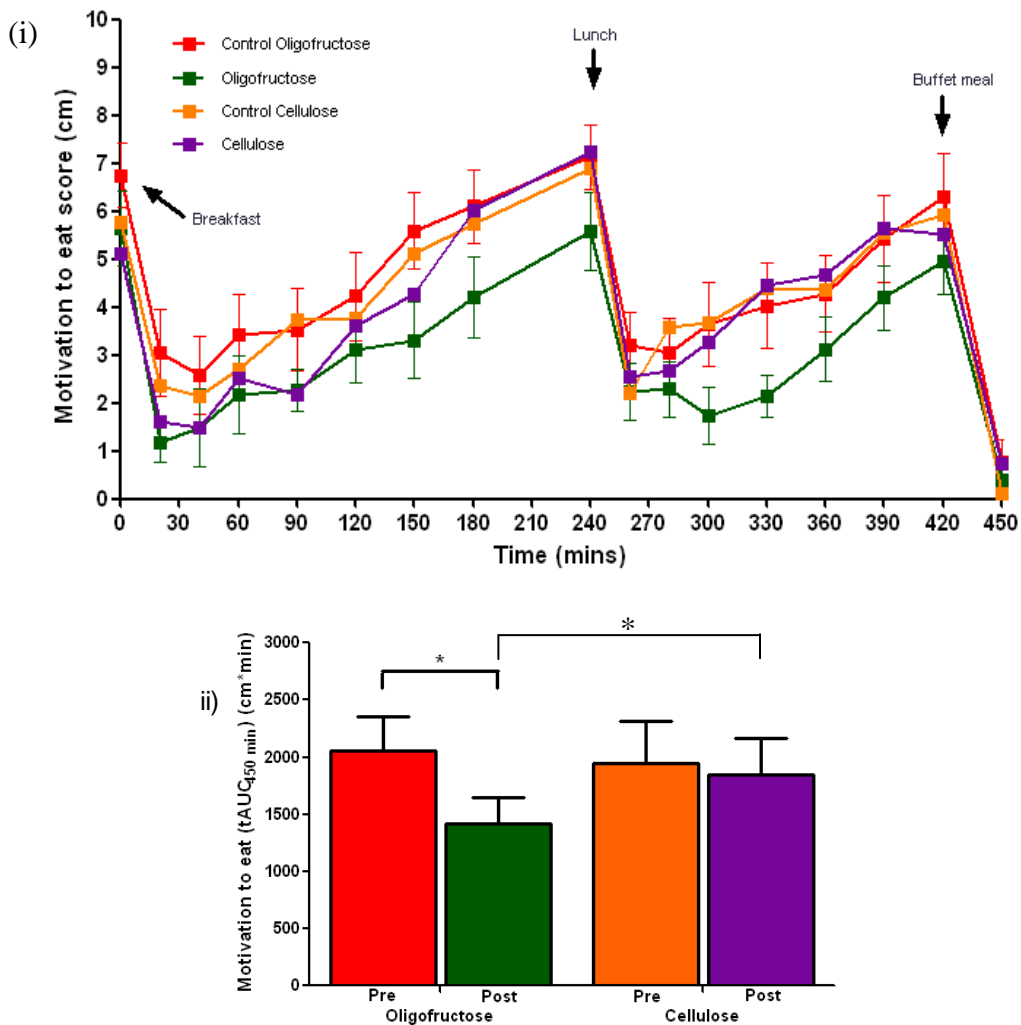 (i)
Motivation to eat score (cm)
10
9
8
7
6
5
4
3
2
1
0
Control Oligofructose
Oligofructose
Control Cellulose
Cellulose
Breakfast
Lunch
Buffet meal
0 30 60 90 120 150 180 210 240 270 300 330 360 390 420 450
Time (mins)
ii)
Motivation to eat (tAUC450 min) (cm*min)
3000
2500
2000
1500
1000
500
0
*
*
Pre Post Pre Post
Oligofructose Cellulose